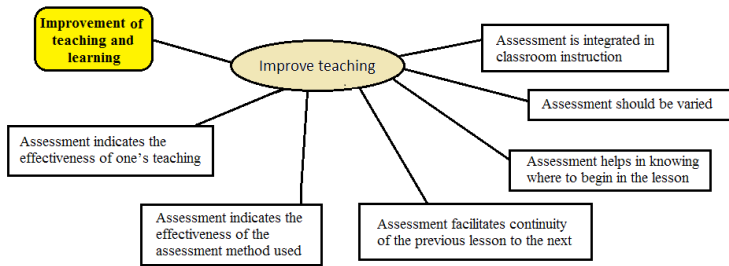 Improvement of
teaching and
learning
Improve teaching
Assessment is integrated in
classroom instruction
Assessment should be varied
Assessment helps in knowing
where to begin in the lesson
Assessment facilitates continuity
of the previous lesson to the next
Assessment indicates the
effectiveness of the
assessment method used
Assessment indicates the
effectiveness of one's teaching